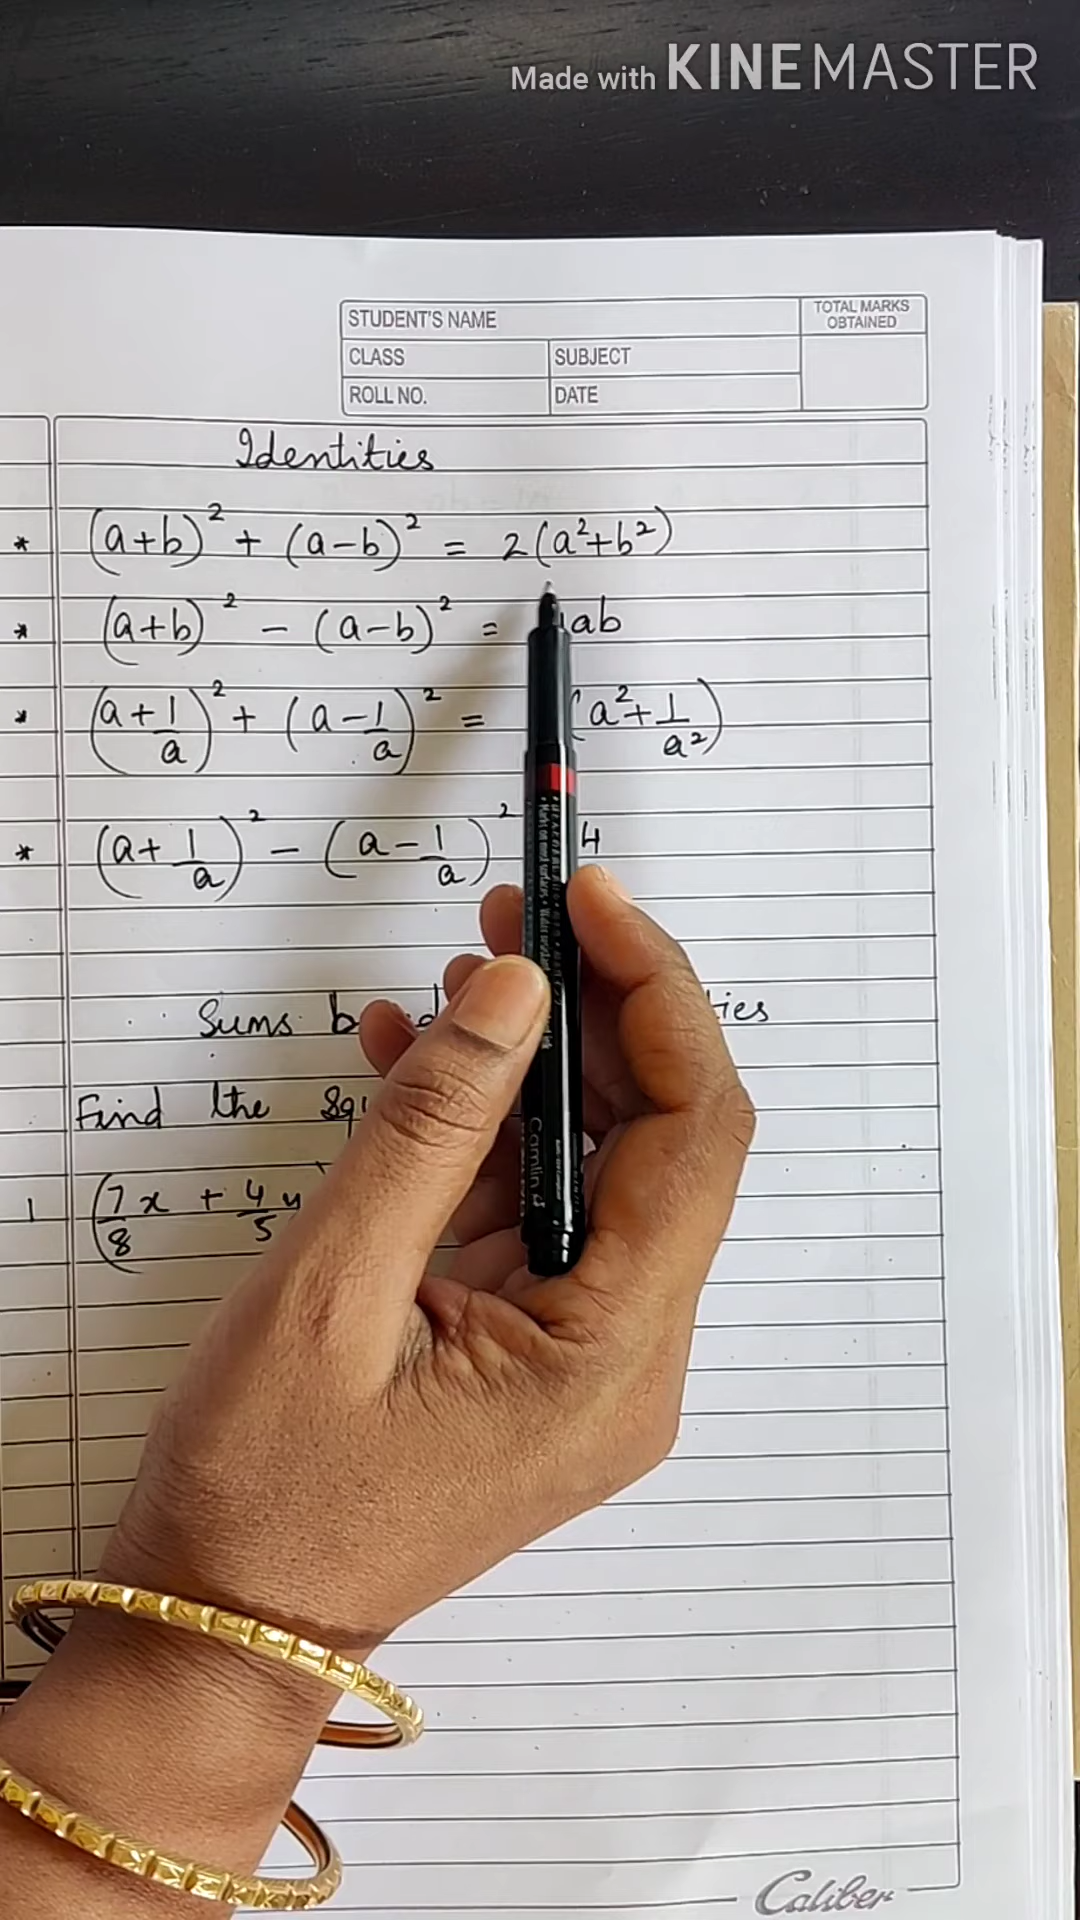 Made with KINEMASTER
STUDENT'S NAME
TOTAL MARKS OBTAINED
CLASS
SUBJECT
ROLL NO.
DATE
Identities
* (a+b)² + (a-b)² = 2(a²+b²)
* (a+b)² - (a-b)² = ab
* (a+1/a)² + (a-1/a)² = (a²+1/a²)
* (a+1/a)² - (a-1/a)² 4
Sums
Find the
1 (7/8 x + 4/5 y
Camlin
Caliber